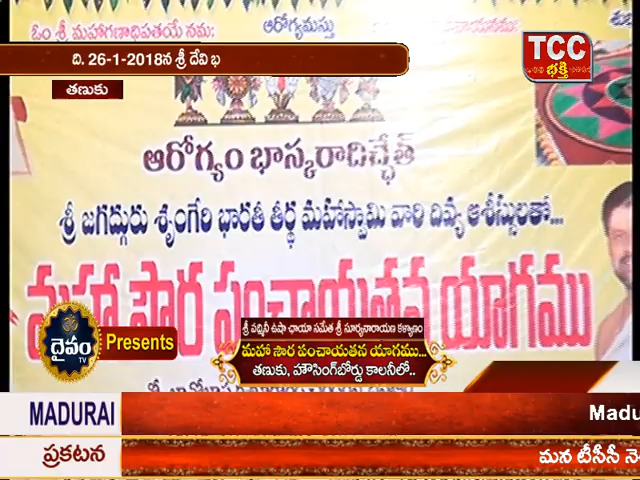 ఓం శ్రీ మహాగణాధిపతయే నమః ఆరోగ్యమస్తు
TCC
భక్తి
ది. 26-1-2018న శ్రీ దేవి భ
తణుకు
ఆరోగ్యం భాస్కరాదిచ్ఛేత్
శ్రీ జగద్గురు శృంగేరి భారతీ తీర్థ మహాస్వామి వారి దివ్య ఆశీస్సులతో...
మహా సౌర పంచాయతన యాగము
దైవం
TV
Presents
శ్రీ పద్మినీ ఉషా ఛాయా సమేత శ్రీ సూర్యనారాయణ కళ్యాణం
మహా సౌర పంచాయతన యాగము...
తణుకు, హౌసింగ్‌బోర్డు కాలనీలో..
MADURAI Madu
ప్రకటన మన టీసీసీ నె